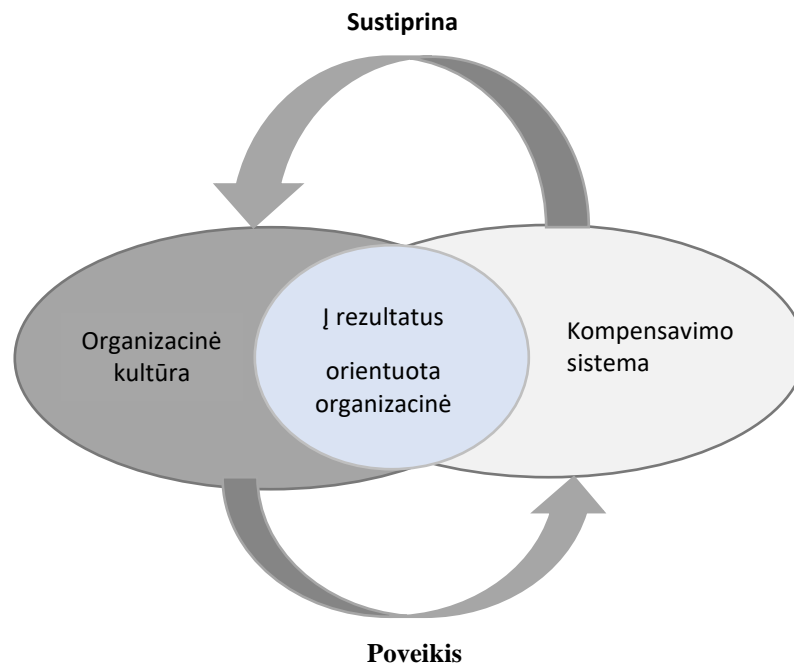 Sustiprina
Organizacinė
kultūra
Į rezultatus
orientuota
organizacinė
Kompensavimo
sistema
Poveikis